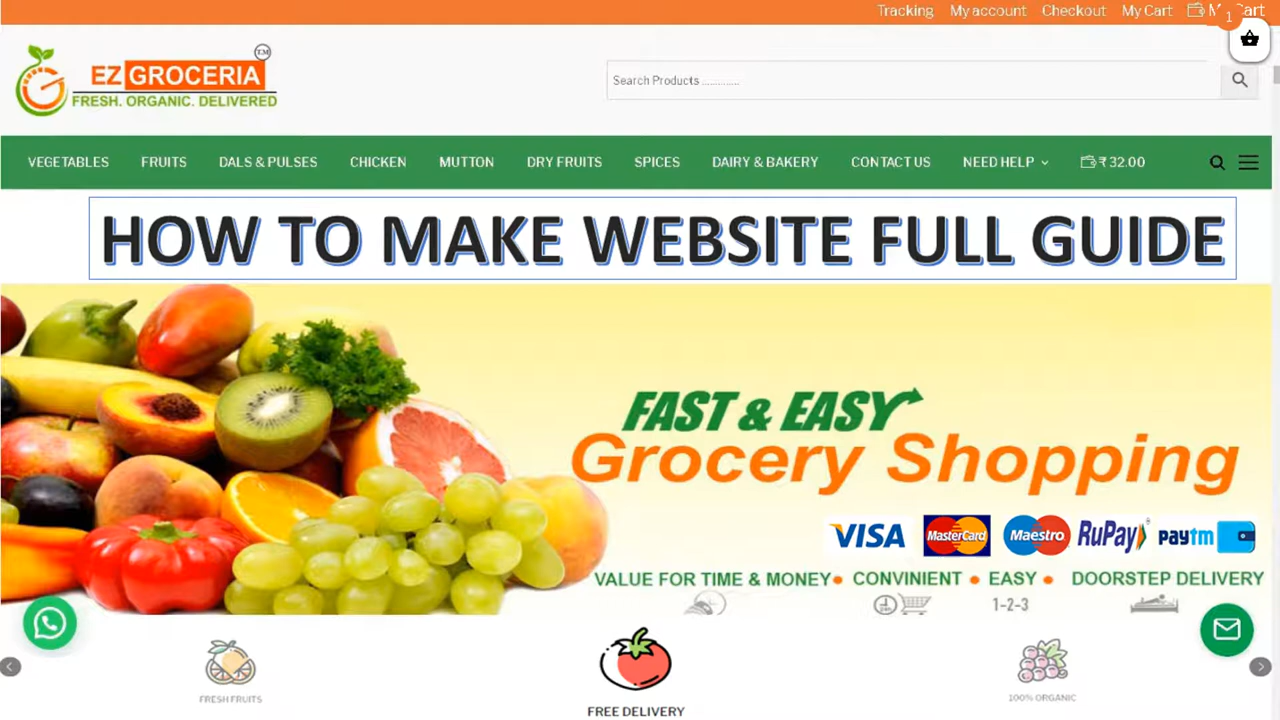 Tracking My account Checkout My Cart
1
EZ GROCERIA TM
FRESH. ORGANIC. DELIVERED
Search Products .............
VEGETABLES FRUITS DALS & PULSES CHICKEN MUTTON DRY FRUITS SPICES DAIRY & BAKERY CONTACT US NEED HELP ₹ 32.00
HOW TO MAKE WEBSITE FULL GUIDE
FAST & EASY
Grocery Shopping
VISA MasterCard Maestro RuPay paytm
VALUE FOR TIME & MONEY CONVINIENT EASY DOORSTEP DELIVERY
1-2-3
FRESH FRUITS
FREE DELIVERY
100% ORGANIC